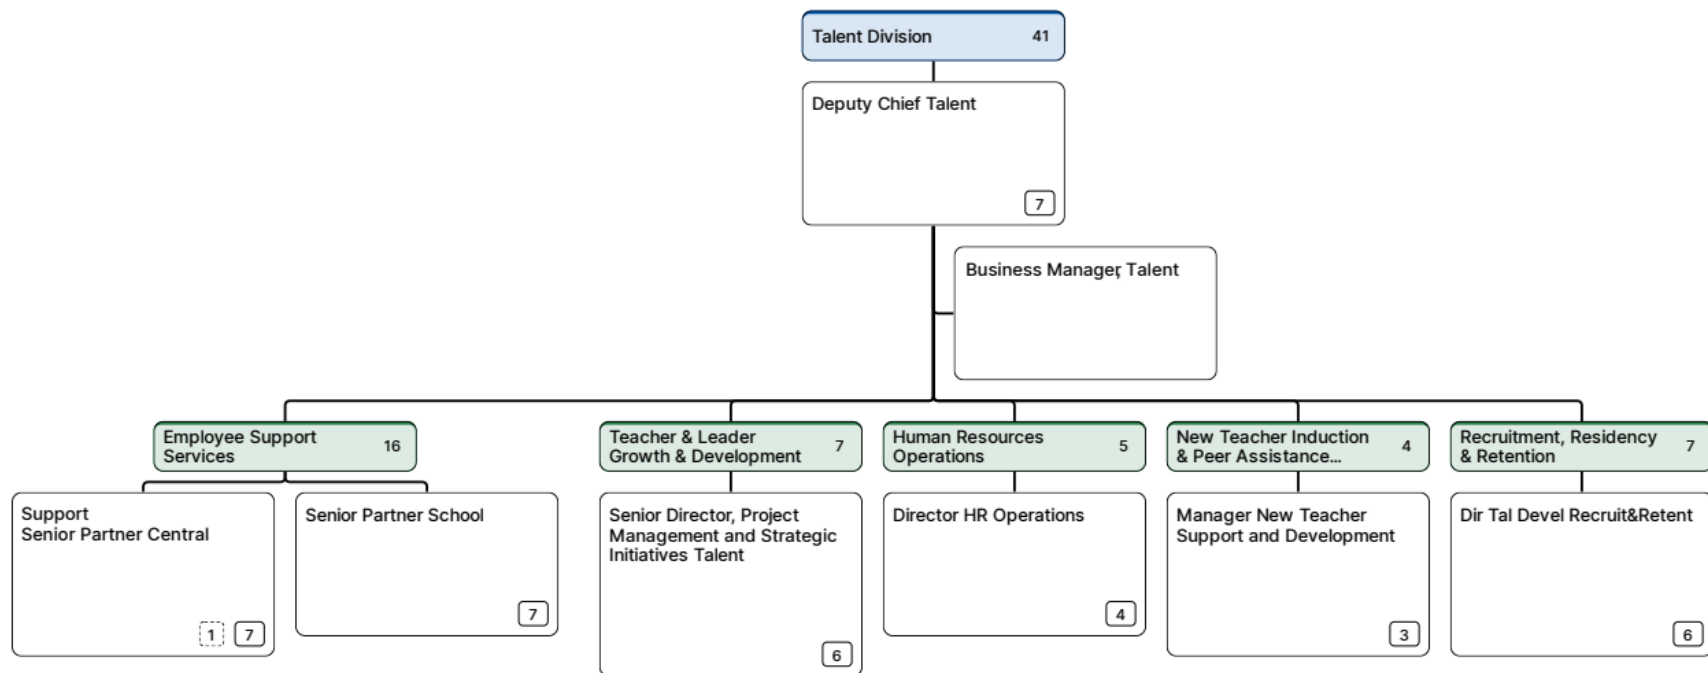 Talent Division 41
Deputy Chief Talent
7
Business Manager, Talent
Employee Support
Services
16
Teacher & Leader
Growth & Development
7
Human Resources
Operations
5
New Teacher Induction
& Peer Assistance...
4
Recruitment, Residency
& Retention
7
Support
Senior Partner Central
1 7
Senior Partner School
7
Senior Director, Project
Management and Strategic
Initiatives Talent
6
Director HR Operations
4
Manager New Teacher
Support and Development
3
Dir Tal Devel Recruit&Retent
6